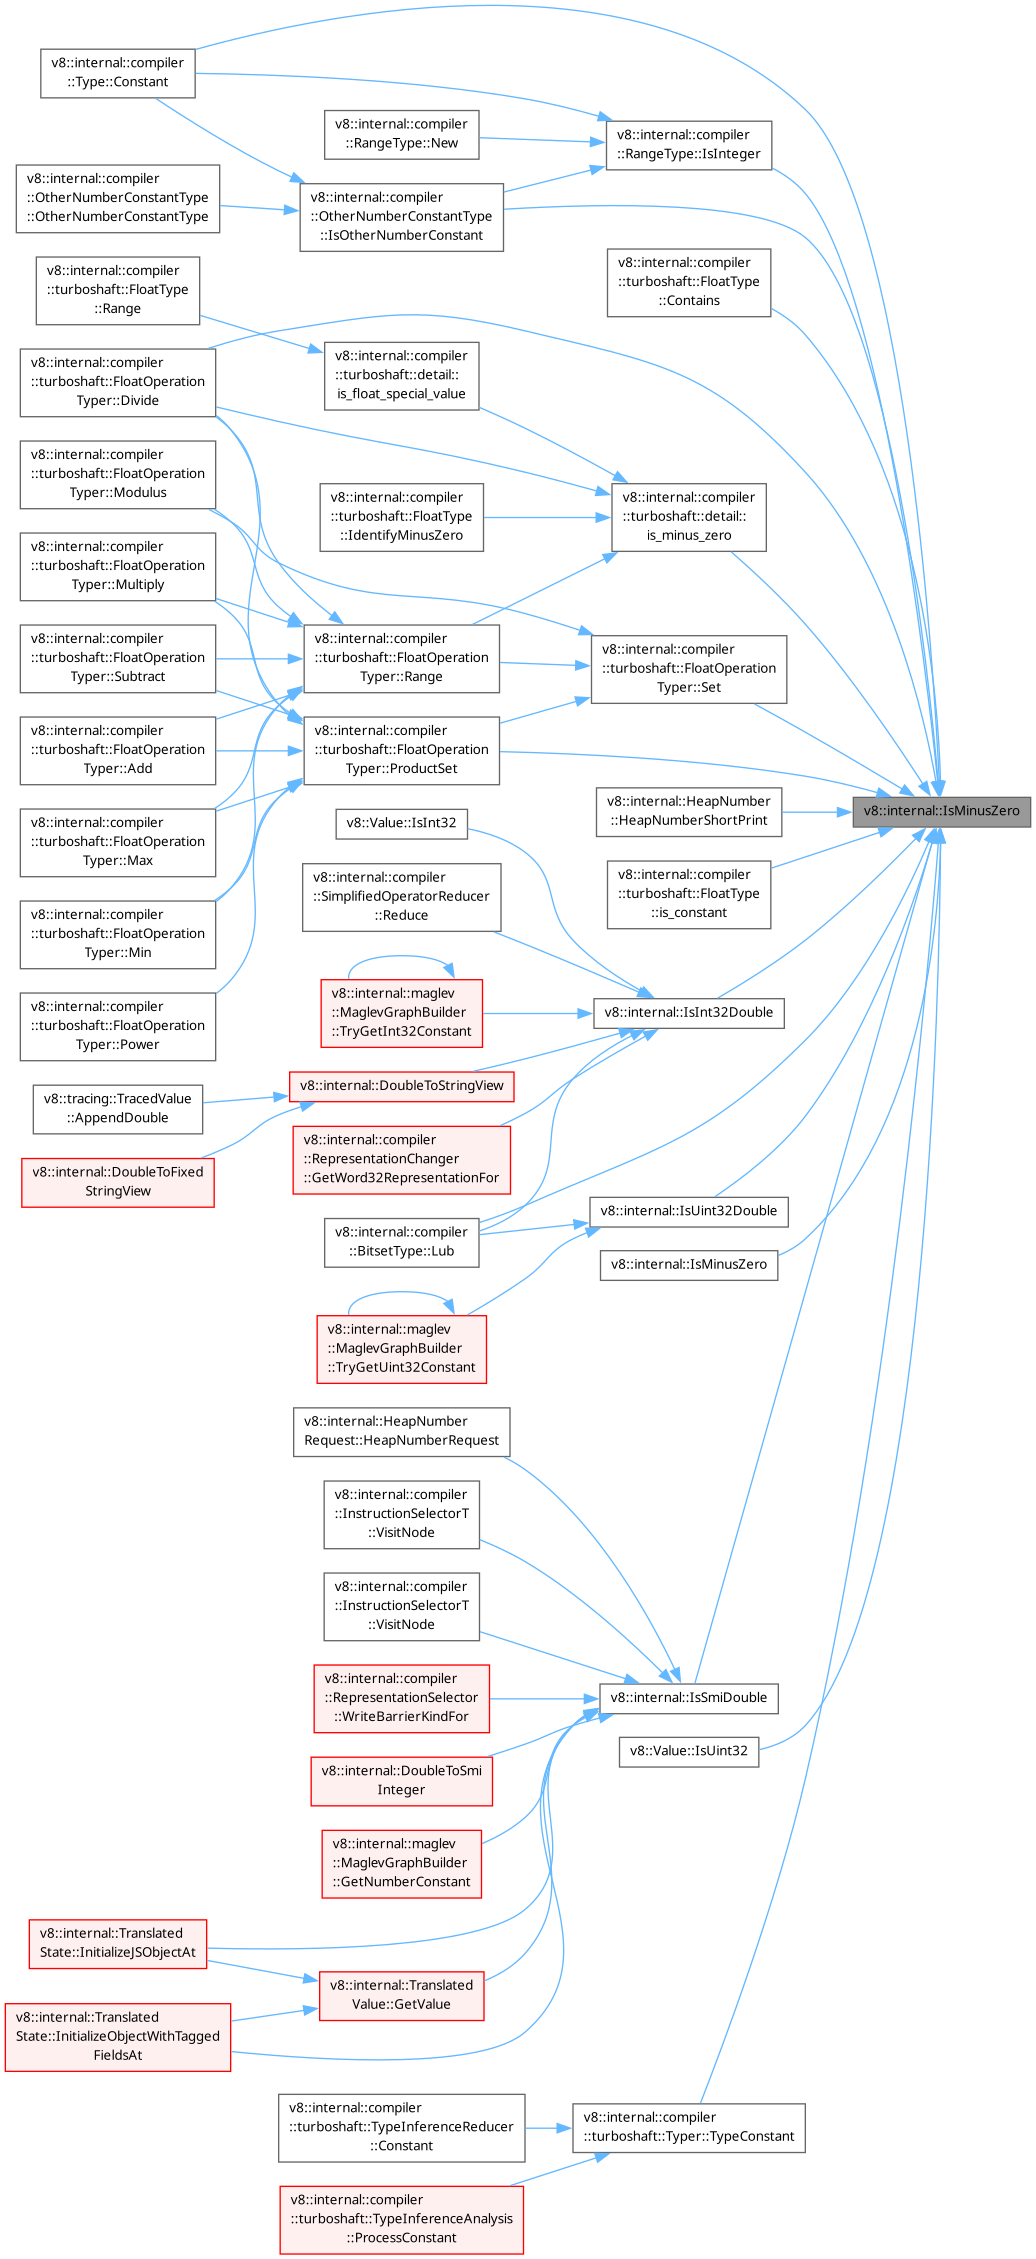 v8::internal::compiler
::Type::Constant
v8::internal::compiler
::RangeType::New
v8::internal::compiler
::RangeType::IsInteger
v8::internal::compiler
::OtherNumberConstantType
::OtherNumberConstantType
v8::internal::compiler
::OtherNumberConstantType
::IsOtherNumberConstant
v8::internal::compiler
::turboshaft::FloatType
::Contains
v8::internal::compiler
::turboshaft::FloatType
::Range
v8::internal::compiler
::turboshaft::FloatOperation
Typer::Divide
v8::internal::compiler
::turboshaft::detail::
is_float_special_value
v8::internal::compiler
::turboshaft::FloatOperation
Typer::Modulus
v8::internal::compiler
::turboshaft::FloatType
::IdentifyMinusZero
v8::internal::compiler
::turboshaft::detail::
is_minus_zero
v8::internal::compiler
::turboshaft::FloatOperation
Typer::Multiply
v8::internal::compiler
::turboshaft::FloatOperation
Typer::Subtract
v8::internal::compiler
::turboshaft::FloatOperation
Typer::Range
v8::internal::compiler
::turboshaft::FloatOperation
Typer::Set
v8::internal::compiler
::turboshaft::FloatOperation
Typer::Add
v8::internal::compiler
::turboshaft::FloatOperation
Typer::ProductSet
v8::internal::HeapNumber
::HeapNumberShortPrint
v8::internal::IsMinusZero
v8::internal::compiler
::turboshaft::FloatOperation
Typer::Max
v8::Value::IsInt32
v8::internal::compiler
::turboshaft::FloatType
::is_constant
v8::internal::compiler
::SimplifiedOperatorReducer
::Reduce
v8::internal::compiler
::turboshaft::FloatOperation
Typer::Min
v8::internal::maglev
::MaglevGraphBuilder
::TryGetInt32Constant
v8::internal::IsInt32Double
v8::internal::compiler
::turboshaft::FloatOperation
Typer::Power
v8::internal::DoubleToStringView
v8::tracing::TracedValue
::AppendDouble
v8::internal::DoubleToFixed
StringView
v8::internal::compiler
::RepresentationChanger
::GetWord32RepresentationFor
v8::internal::compiler
::BitsetType::Lub
v8::internal::IsUint32Double
v8::internal::IsMinusZero
v8::internal::maglev
::MaglevGraphBuilder
::TryGetUint32Constant
v8::internal::HeapNumber
Request::HeapNumberRequest
v8::internal::compiler
::InstructionSelectorT
::VisitNode
v8::internal::compiler
::InstructionSelectorT
::VisitNode
v8::internal::compiler
::RepresentationSelector
::WriteBarrierKindFor
v8::internal::IsSmiDouble
v8::Value::IsUint32
v8::internal::DoubleToSmi
Integer
v8::internal::maglev
::MaglevGraphBuilder
::GetNumberConstant
v8::internal::Translated
State::InitializeJSObjectAt
v8::internal::Translated
Value::GetValue
v8::internal::Translated
State::InitializeObjectWithTagged
FieldsAt
v8::internal::compiler
::turboshaft::TypeInferenceReducer
::Constant
v8::internal::compiler
::turboshaft::Typer::TypeConstant
v8::internal::compiler
::turboshaft::TypeInferenceAnalysis
::ProcessConstant